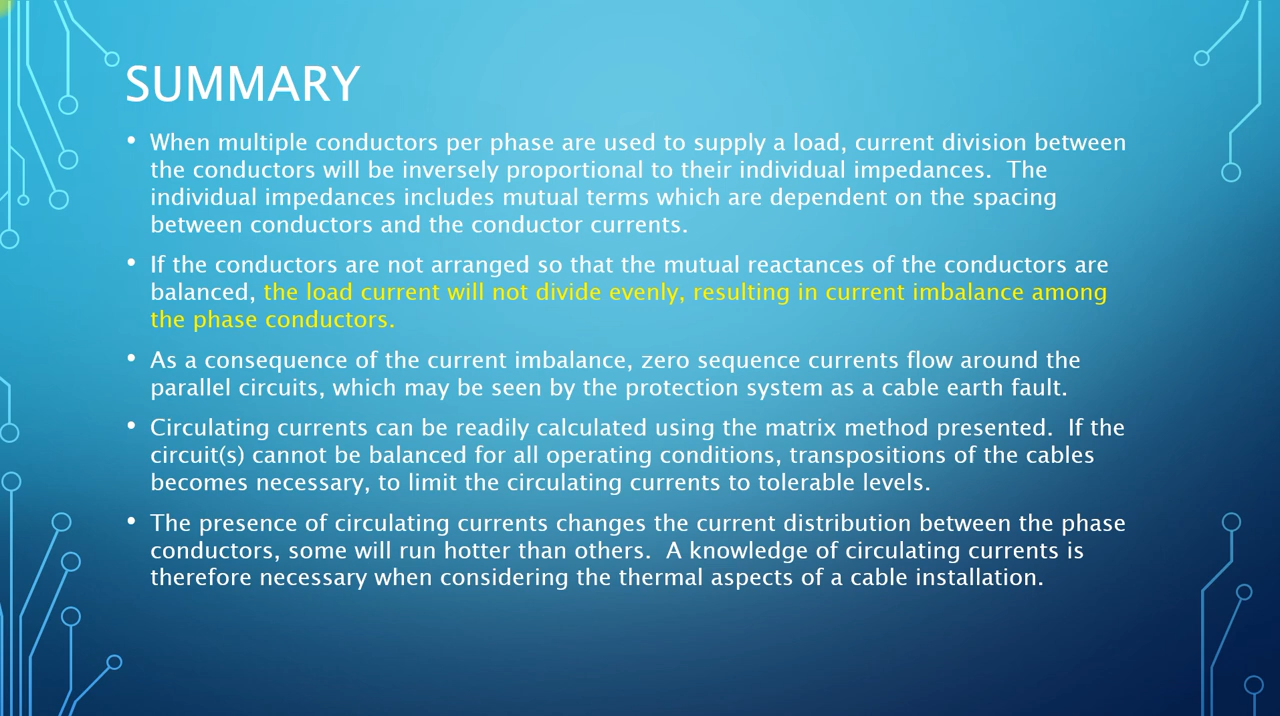 SUMMARY
• When multiple conductors per phase are used to supply a load, current division between
the conductors will be inversely proportional to their individual impedances.  The
individual impedances includes mutual terms which are dependent on the spacing
between conductors and the conductor currents.
• If the conductors are not arranged so that the mutual reactances of the conductors are
balanced, the load current will not divide evenly, resulting in current imbalance among
the phase conductors.
• As a consequence of the current imbalance, zero sequence currents flow around the
parallel circuits, which may be seen by the protection system as a cable earth fault.
• Circulating currents can be readily calculated using the matrix method presented.  If the
circuit(s) cannot be balanced for all operating conditions, transpositions of the cables
becomes necessary, to limit the circulating currents to tolerable levels.
• The presence of circulating currents changes the current distribution between the phase
conductors, some will run hotter than others.  A knowledge of circulating currents is
therefore necessary when considering the thermal aspects of a cable installation.